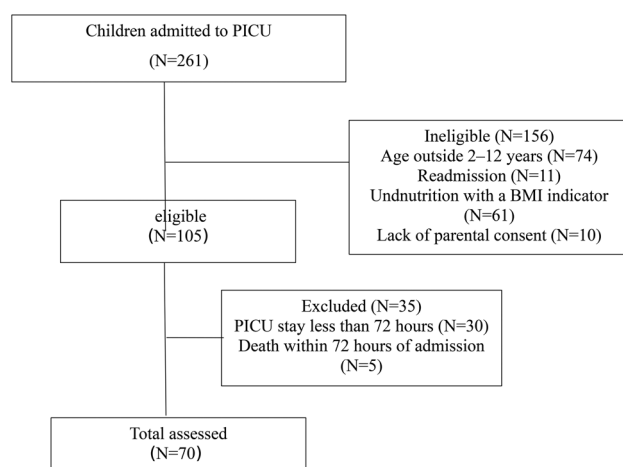 Children admitted to PICU
(N=261)
Ineligible (N=156)
Age outside 2–12 years (N=74)
Readmission (N=11)
Undnutrition with a BMI indicator
(N=61)
Lack of parental consent (N=10)
eligible
(N=105)
Excluded (N=35)
PICU stay less than 72 hours (N=30)
Death within 72 hours of admission
(N=5)
Total assessed
(N=70)